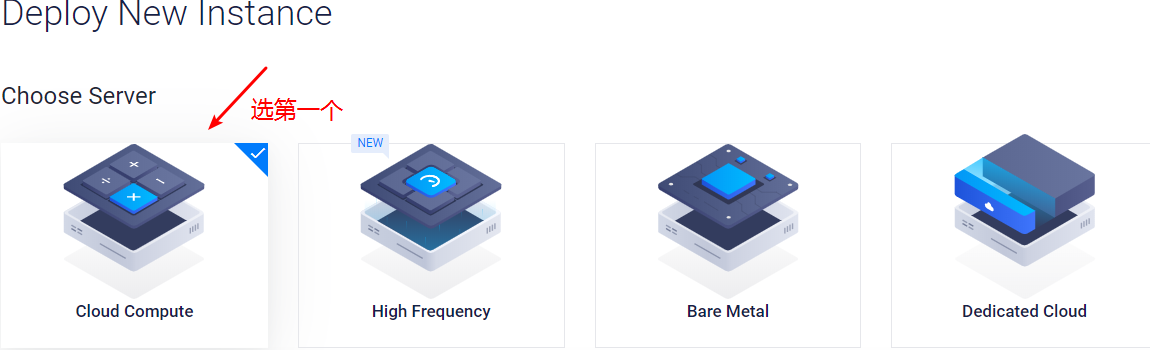 Deploy New Instance
Choose Server
选第一个
NEW
Cloud Compute
High Frequency
Bare Metal
Dedicated Cloud